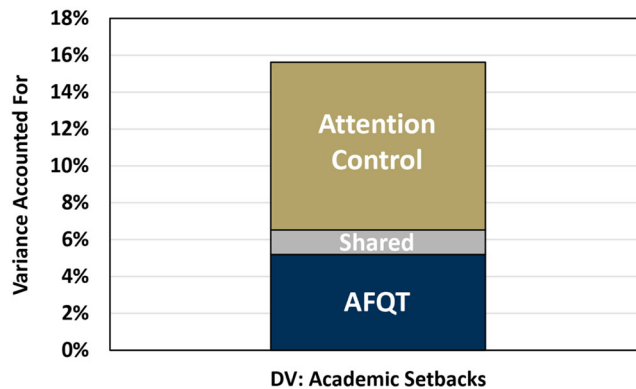 18%
16%
14%
12%
10%
8%
6%
4%
2%
0%
Variance Accounted For
Attention
Control
Shared
AFQT
DV: Academic Setbacks